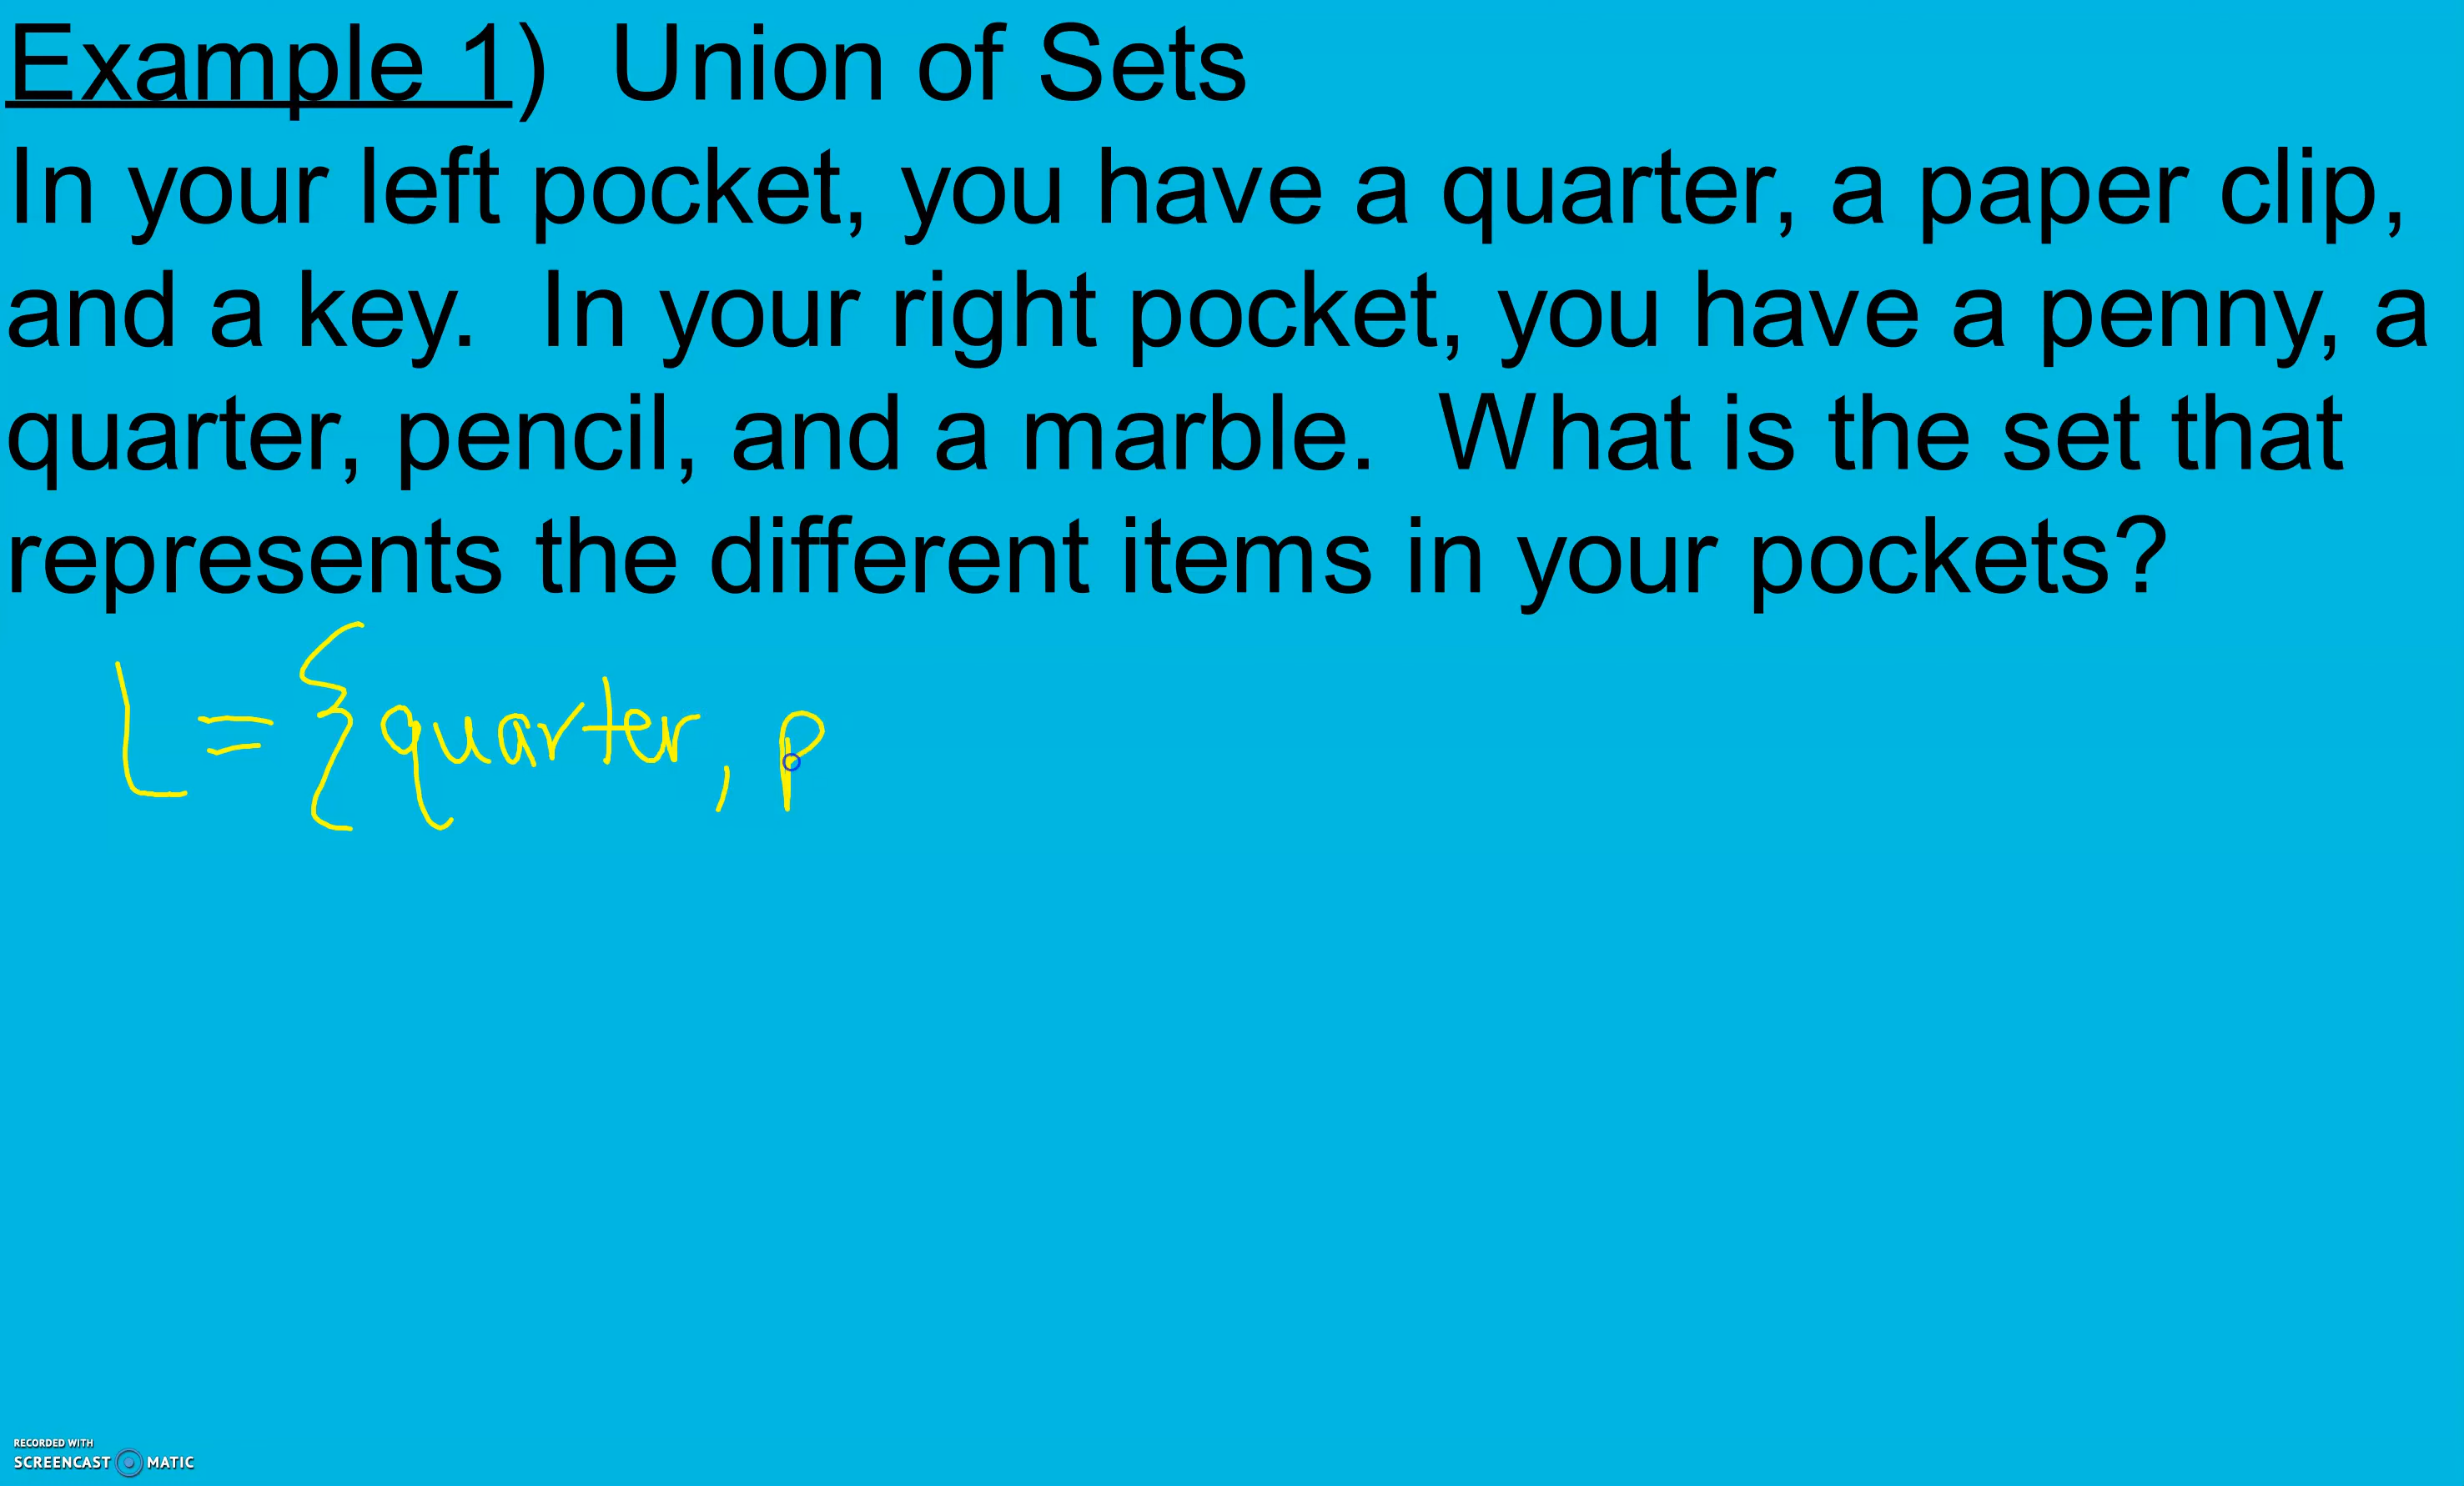 Example 1)  Union of Sets
In your left pocket, you have a quarter, a paper clip,
and a key.  In your right pocket, you have a penny, a
quarter, pencil, and a marble.  What is the set that
represents the different items in your pockets?
L = {quarter, p
RECORDED WITH
SCREENCAST MATIC